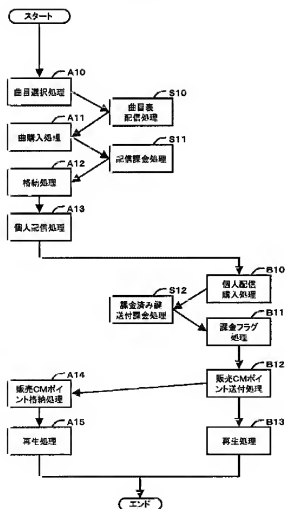 スタート
A10
曲目選択処理
S10
曲目表
配信処理
A11
曲購入処理
S11
配信課金処理
A12
格納処理
A13
個人配信処理
B10
個人配信
購入処理
S12
課金済み鍵
送付課金処理
B11
課金フラグ
処理
B12
販売CMポイ
ント送付処理
A14
販売CMポイ
ント格納処理
A15
再生処理
B13
再生処理
エンド